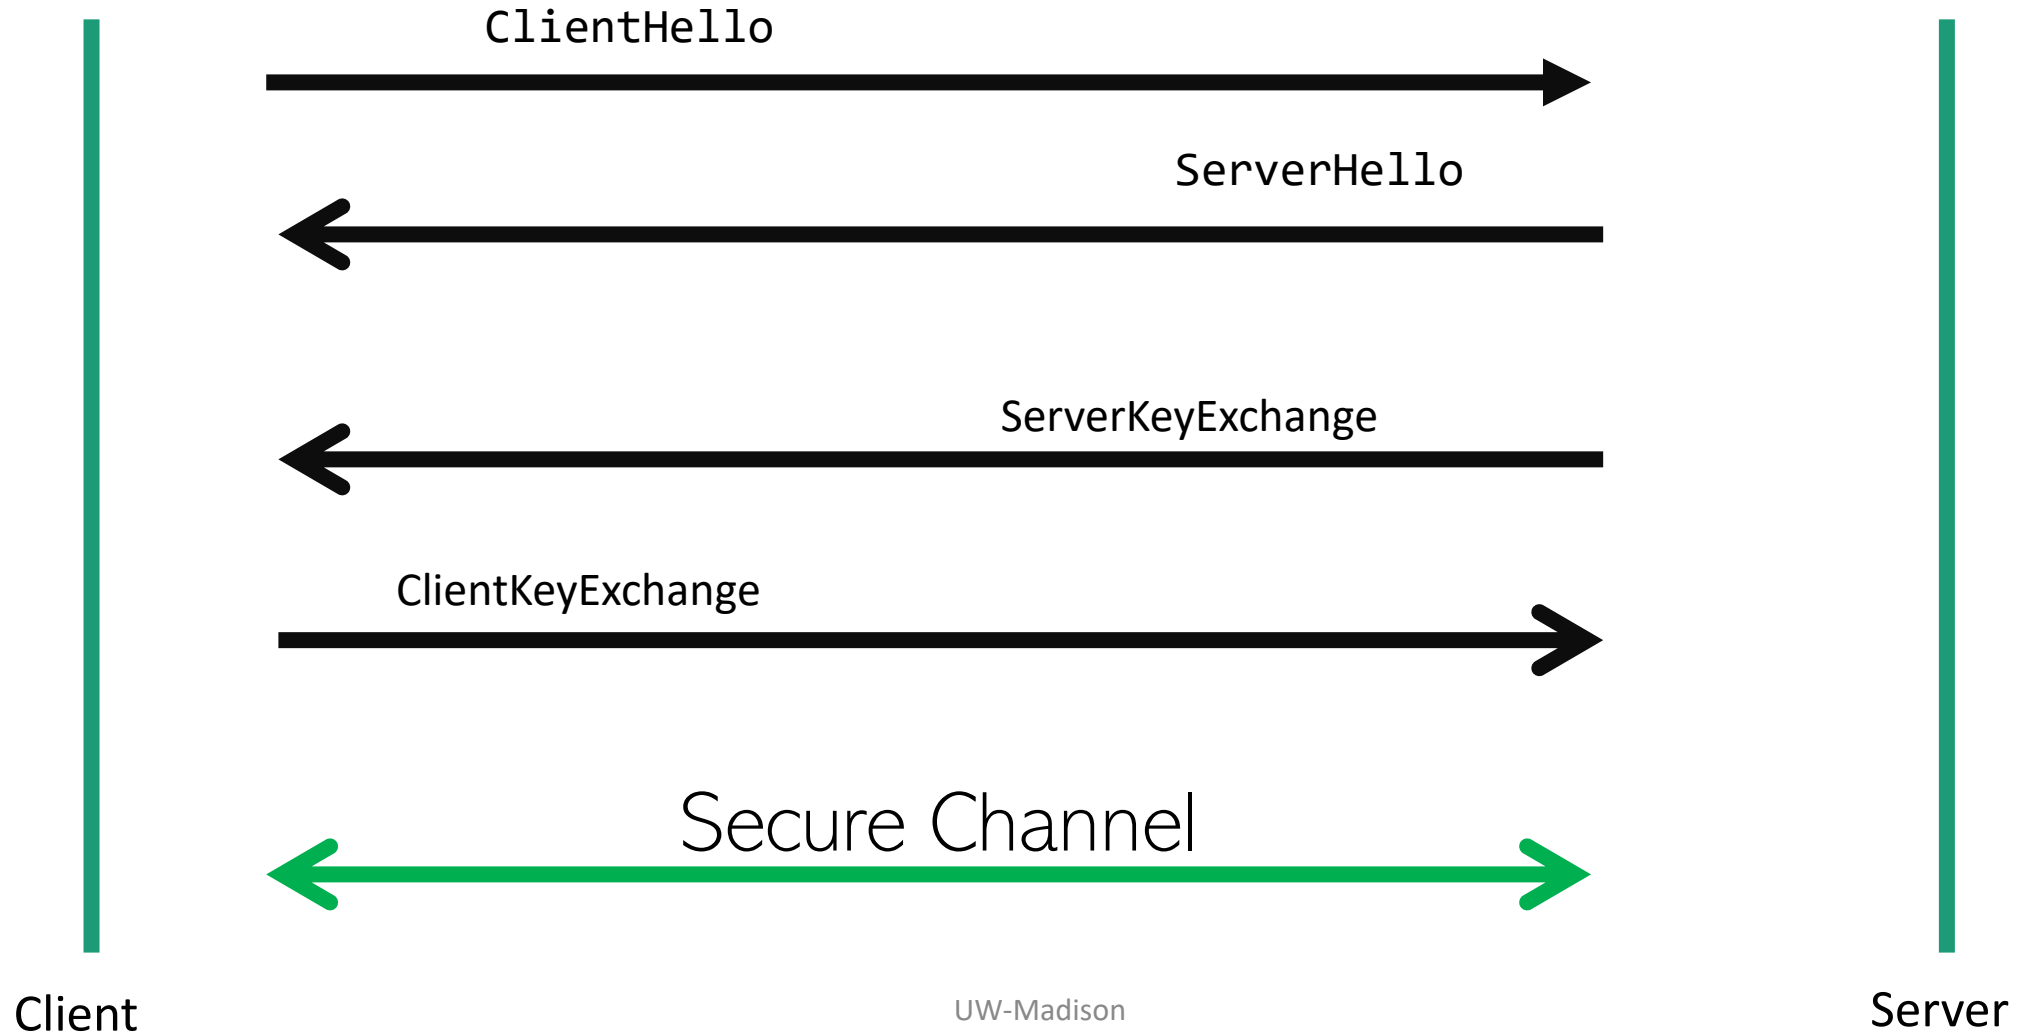 ClientHello
ServerHello
ServerKeyExchange
ClientKeyExchange
Secure Channel
Client
UW-Madison
Server